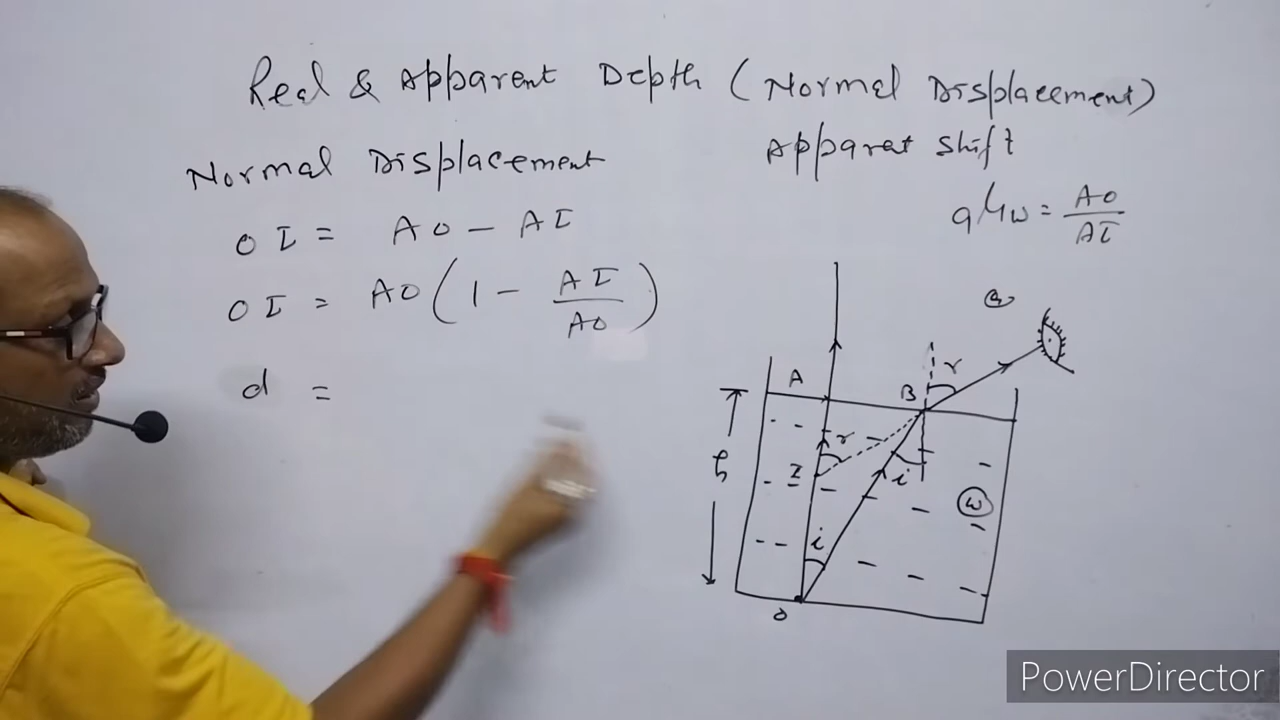 Real & Apparent Depth (Normal Displacement)
Normal Displacement
Apparet shift
aμw = AO/AI
OI = AO - AI
OI = AO (1 - AI/AO)
d =
a
r
A
B
r
I
i
w
i
O
PowerDirector